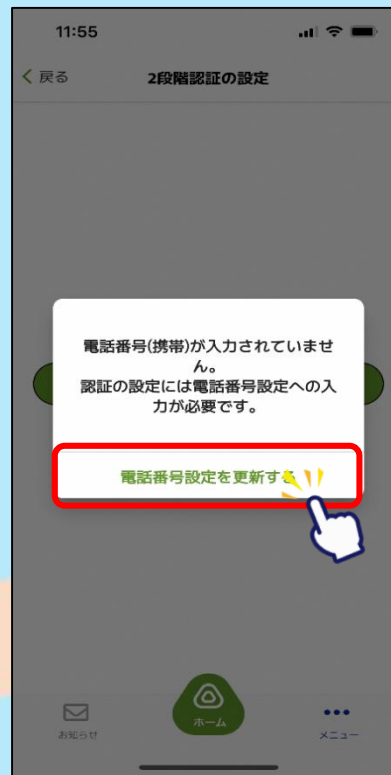 11:55
戻る
2段階認証の設定
電話番号(携帯)が入力されていませ
ん。
認証の設定には電話番号設定への入
力が必要です。
電話番号設定を更新する
お知らせ
ホーム
メニュー